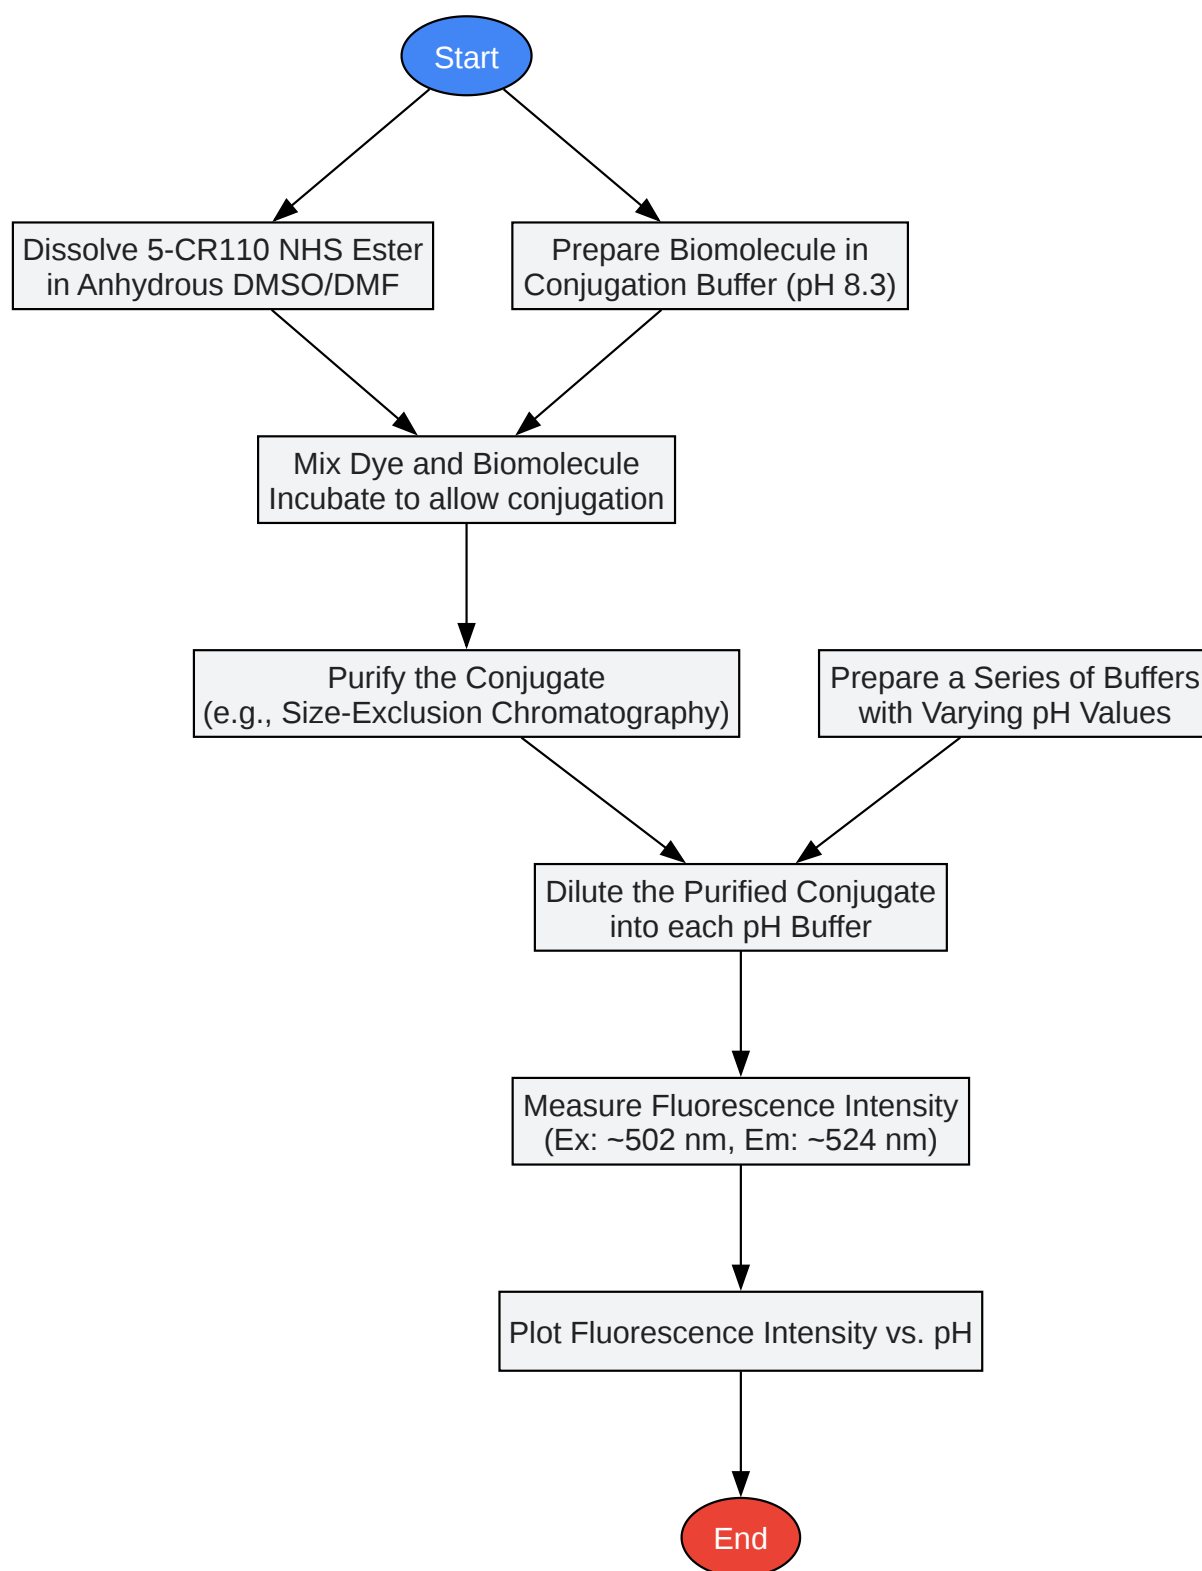 Start
Dissolve 5-CR110 NHS Ester
in Anhydrous DMSO/DMF
Prepare Biomolecule in
Conjugation Buffer (pH 8.3)
Mix Dye and Biomolecule
Incubate to allow conjugation
Purify the Conjugate
(e.g., Size-Exclusion Chromatography)
Prepare a Series of Buffers
with Varying pH Values
Dilute the Purified Conjugate
into each pH Buffer
Measure Fluorescence Intensity
(Ex: ~502 nm, Em: ~524 nm)
Plot Fluorescence Intensity vs. pH
End